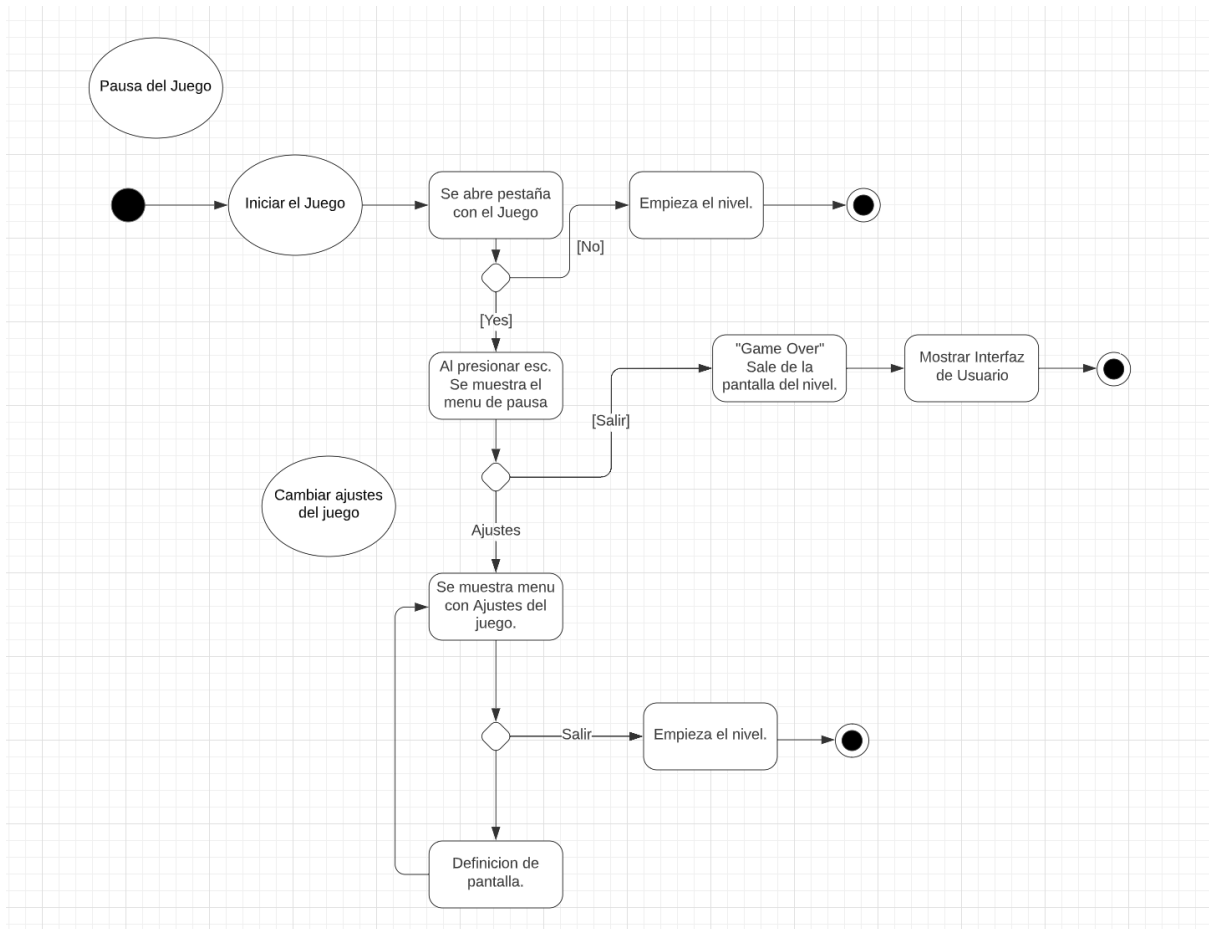 Pausa del Juego
Iniciar el Juego
Se abre pestaña
con el Juego
Empieza el nivel.
[No]
[Yes]
Al presionar esc.
Se muestra el
menu de pausa
"Game Over"
Sale de la
pantalla del nivel.
Mostrar Interfaz
de Usuario
[Salir]
Cambiar ajustes
del juego
Ajustes
Se muestra menu
con Ajustes del
juego.
Salir
Empieza el nivel.
Definicion de
pantalla.